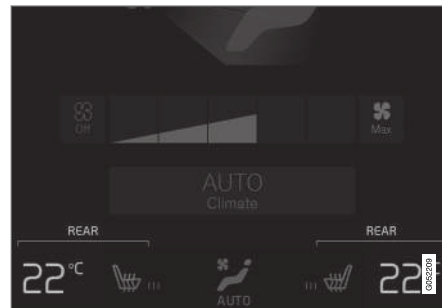 Off
Max
AUTO
Climate
REAR REAR
22°C 22°
AUTO
G052209